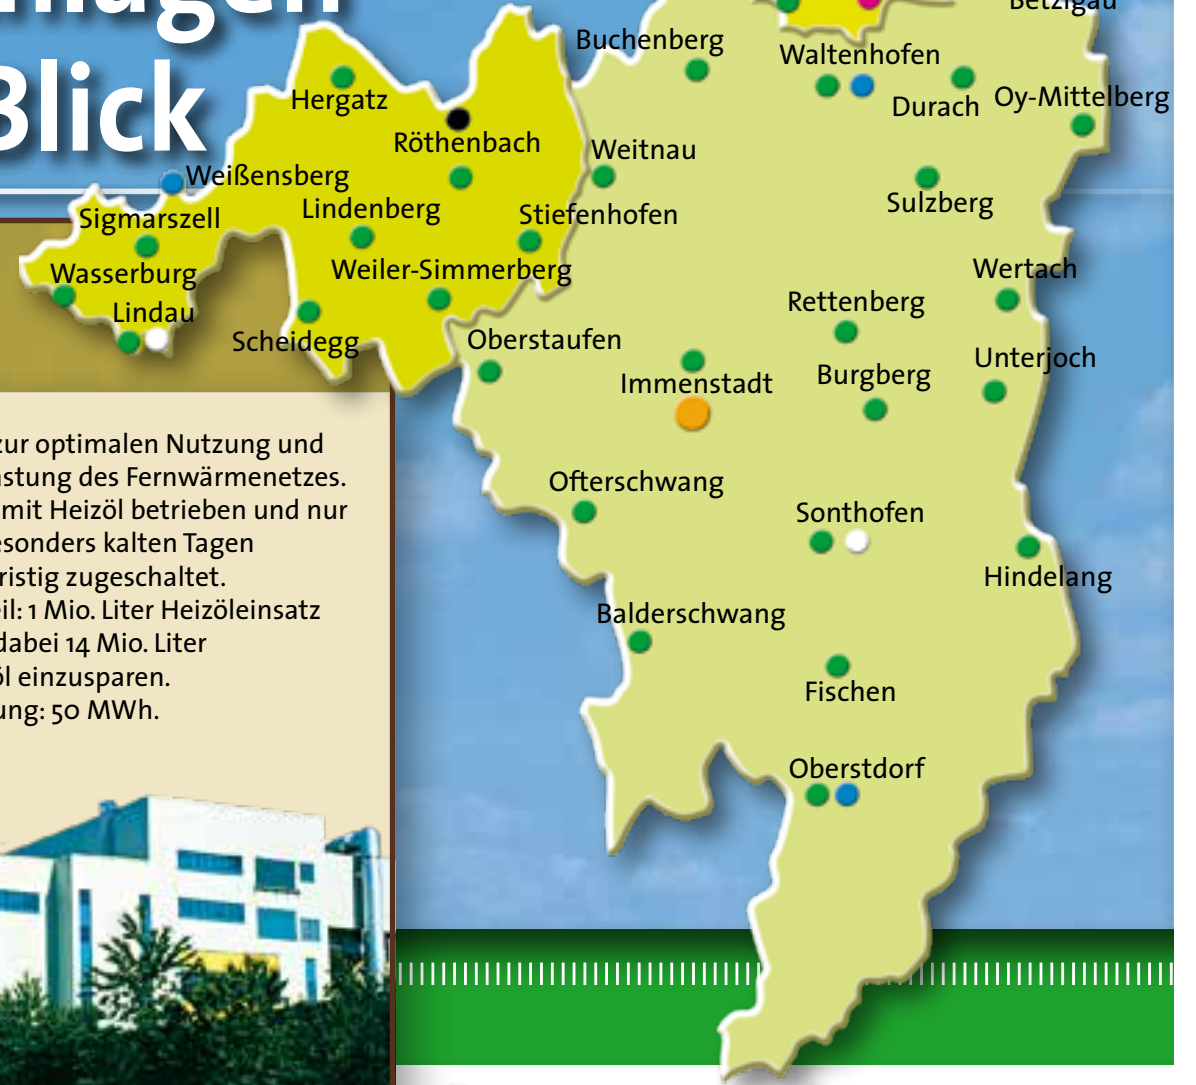 Blick
Betzigau
Buchenberg
Waltenhofen
Hergatz
Durach
Oy-Mittelberg
Röthenbach
Weitnau
Weißensberg
Sulzberg
Sigmarszell
Lindenberg
Stiefenhofen
Wasserburg
Weiler-Simmerberg
Wertach
Lindau
Rettenberg
Scheidegg
Oberstaufen
Unterjoch
Immenstadt
Burgberg
zur optimalen Nutzung und
stung des Fernwärmenetzes.
mit Heizöl betrieben und nur
esonders kalten Tagen
ristig zugeschaltet.
eil: 1 Mio. Liter Heizöleinsatz
dabei 14 Mio. Liter
öl einzusparen.
ung: 50 MWh.
Ofterschwang
Sonthofen
Hindelang
Balderschwang
Fischen
Oberstdorf